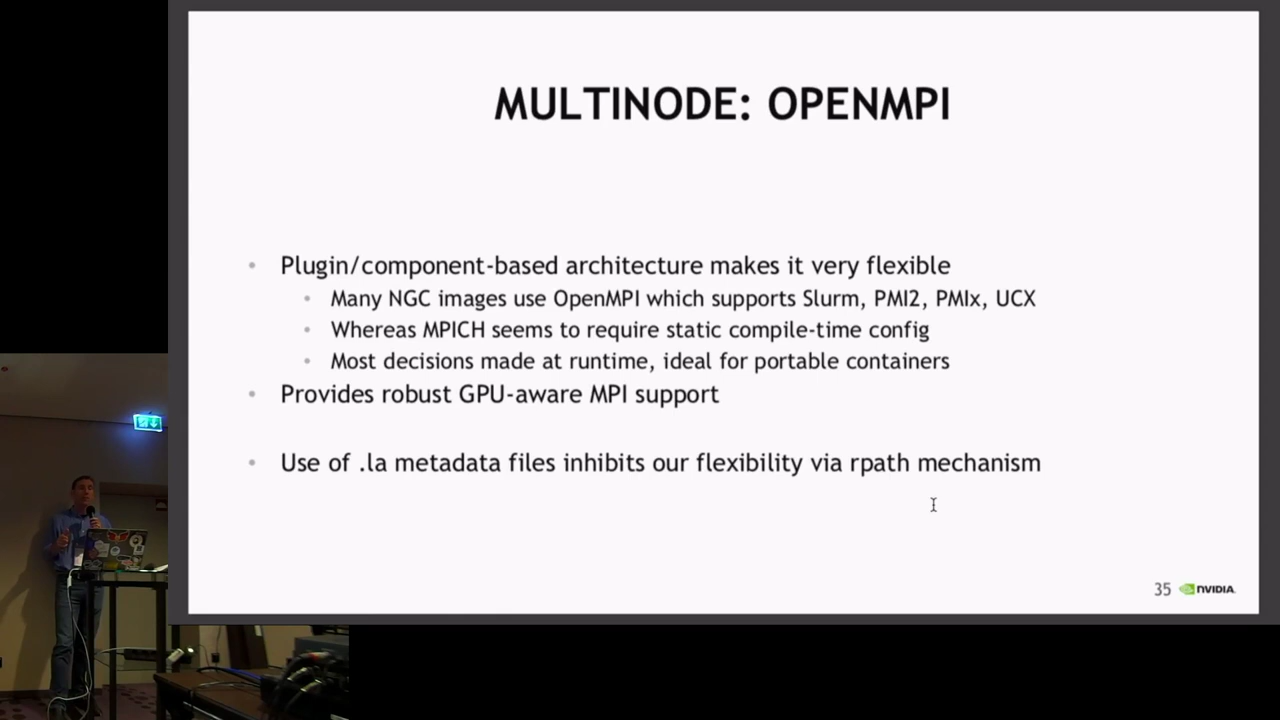 MULTINODE: OPENMPI
• Plugin/component-based architecture makes it very flexible
• Many NGC images use OpenMPI which supports Slurm, PMI2, PMIx, UCX
• Whereas MPICH seems to require static compile-time config
• Most decisions made at runtime, ideal for portable containers
• Provides robust GPU-aware MPI support
• Use of .la metadata files inhibits our flexibility via rpath mechanism
35 NVIDIA